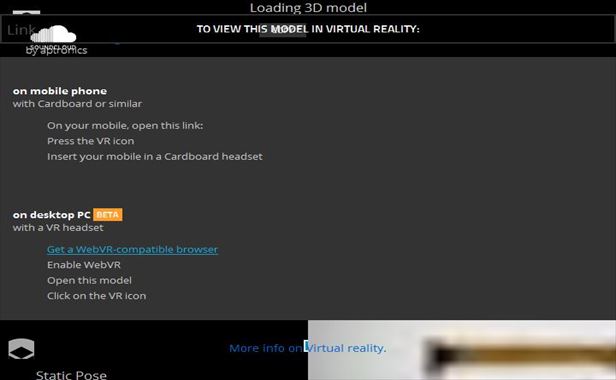 Loading 3D model
Link
SOUNDCLOUD
TO VIEW THIS MODEL IN VIRTUAL REALITY:
by aptronics
on mobile phone
with Cardboard or similar
On your mobile, open this link:
Press the VR icon
Insert your mobile in a Cardboard headset
on desktop PC BETA
with a VR headset
Get a WebVR-compatible browser
Enable WebVR
Open this model
Click on the VR icon
More info on Virtual reality.
Static Pose